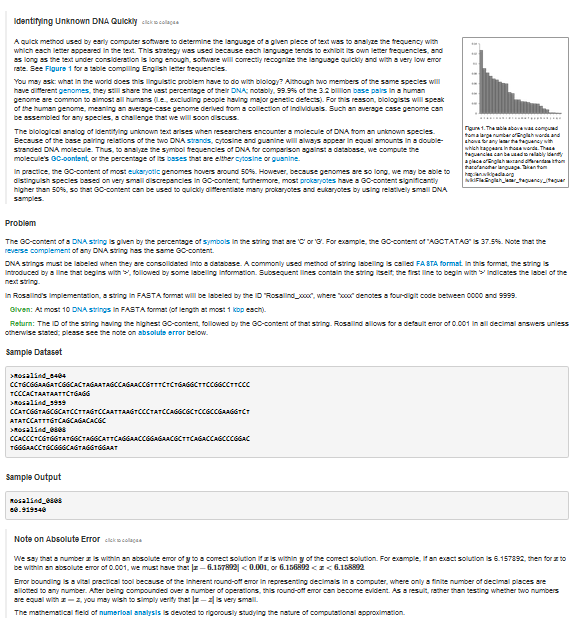 Identifying Unknown DNA Quickly click to collapse
A quick method used by early computer software to determine the language of a given piece of text was to analyze the frequency with
which each letter appeared in the text. This strategy was used because each language tends to exhibit its own letter frequencies, and
as long as the text under consideration is long enough, software will correctly recognize the language quickly and with a very low error
rate. See Figure 1 for a table compiling English letter frequencies.
You may ask: what in the world does this linguistic problem have to do with biology? Although two members of the same species will
have different genomes, they still share the vast percentage of their DNA; notably, 99.9% of the 3.2 billion base pairs in a human
genome are common to almost all humans (i.e., excluding people having major genetic defects). For this reason, biologists will speak
of the human genome, meaning an average-case genome derived from a collection of individuals. Such an average case genome can
be assembled for any species, a challenge that we will soon discuss.
The biological analog of identifying unknown text arises when researchers encounter a molecule of DNA from an unknown species.
Because of the base pairing relations of the two DNA strands, cytosine and guanine will always appear in equal amounts in a double-
stranded DNA molecule. Thus, to analyze the symbol frequencies of DNA for comparison against a database, we compute the
molecule's GC-content, or the percentage of its bases that are either cytosine or guanine.
In practice, the GC-content of most eukaryotic genomes hovers around 50%. However, because genomes are so long, we may be able to
distinguish species based on very small discrepancies in GC-content; furthermore, most prokaryotes have a GC-content significantly
higher than 50%, so that GC-content can be used to quickly differentiate many prokaryotes and eukaryotes by using relatively small DNA
samples.
Figure 1. The table above was computed
from a large number of English words and
shows for any letter the frequency with
which it appears in those words. These
frequencies can be used to reliably identify
a piece of English text and differentiate it from
that of another language. Taken from
http://en.wikipedia.org
/wiki/File:English_letter_frequency_(frequer
Problem
The GC-content of a DNA string is given by the percentage of symbols in the string that are 'C' or 'G'. For example, the GC-content of "AGCTATAG" is 37.5%. Note that the
reverse complement of any DNA string has the same GC-content.
DNA strings must be labeled when they are consolidated into a database. A commonly used method of string labeling is called FASTA format. In this format, the string is
introduced by a line that begins with '>', followed by some labeling information. Subsequent lines contain the string itself; the first line to begin with '>' indicates the label of the
next string.
In Rosalind's implementation, a string in FASTA format will be labeled by the ID "Rosalind_xxxx", where "xxxx" denotes a four-digit code between 0000 and 9999.
Given: At most 10 DNA strings in FASTA format (of length at most 1 kbp each).
Return: The ID of the string having the highest GC-content, followed by the GC-content of that string. Rosalind allows for a default error of 0.001 in all decimal answers unless
otherwise stated; please see the note on absolute error below.
Sample Dataset
>Rosalind_6404
CCTGCGGAAGATCGGCACTAGAATAGCCAGAACCGTTTCTCTGAGGCTTCCGGCCTTCCC
TCCCACTAATAATTCTGAGG
>Rosalind_5959
CCATCGGTAGCGCATCCTTAGTCCAATTAAGTCCCTATCCAGGCGCTCCGCCGAAGGTCT
ATATCCATTTGTCAGCAGACACGC
>Rosalind_0808
CCACCCTCGTGGTATGGCTAGGCATTCAGGAACCGGAGAACGCTTCAGACCAGCCCGGAC
TGGGAACCTGCGGGCAGTAGGTGGAAT
Sample Output
Rosalind_0808
60.919540
Note on Absolute Error click to collapse
We say that a number x is within an absolute error of y to a correct solution if x is within y of the correct solution. For example, if an exact solution is 6.157892, then for x to
be within an absolute error of 0.001, we must have that |x − 6.157892| < 0.001, or 6.156892 < x < 6.158892.
Error bounding is a vital practical tool because of the inherent round-off error in representing decimals in a computer, where only a finite number of decimal places are
allotted to any number. After being compounded over a number of operations, this round-off error can become evident. As a result, rather than testing whether two numbers
are equal with x = z, you may wish to simply verify that |x − z| is very small.
The mathematical field of numerical analysis is devoted to rigorously studying the nature of computational approximation.